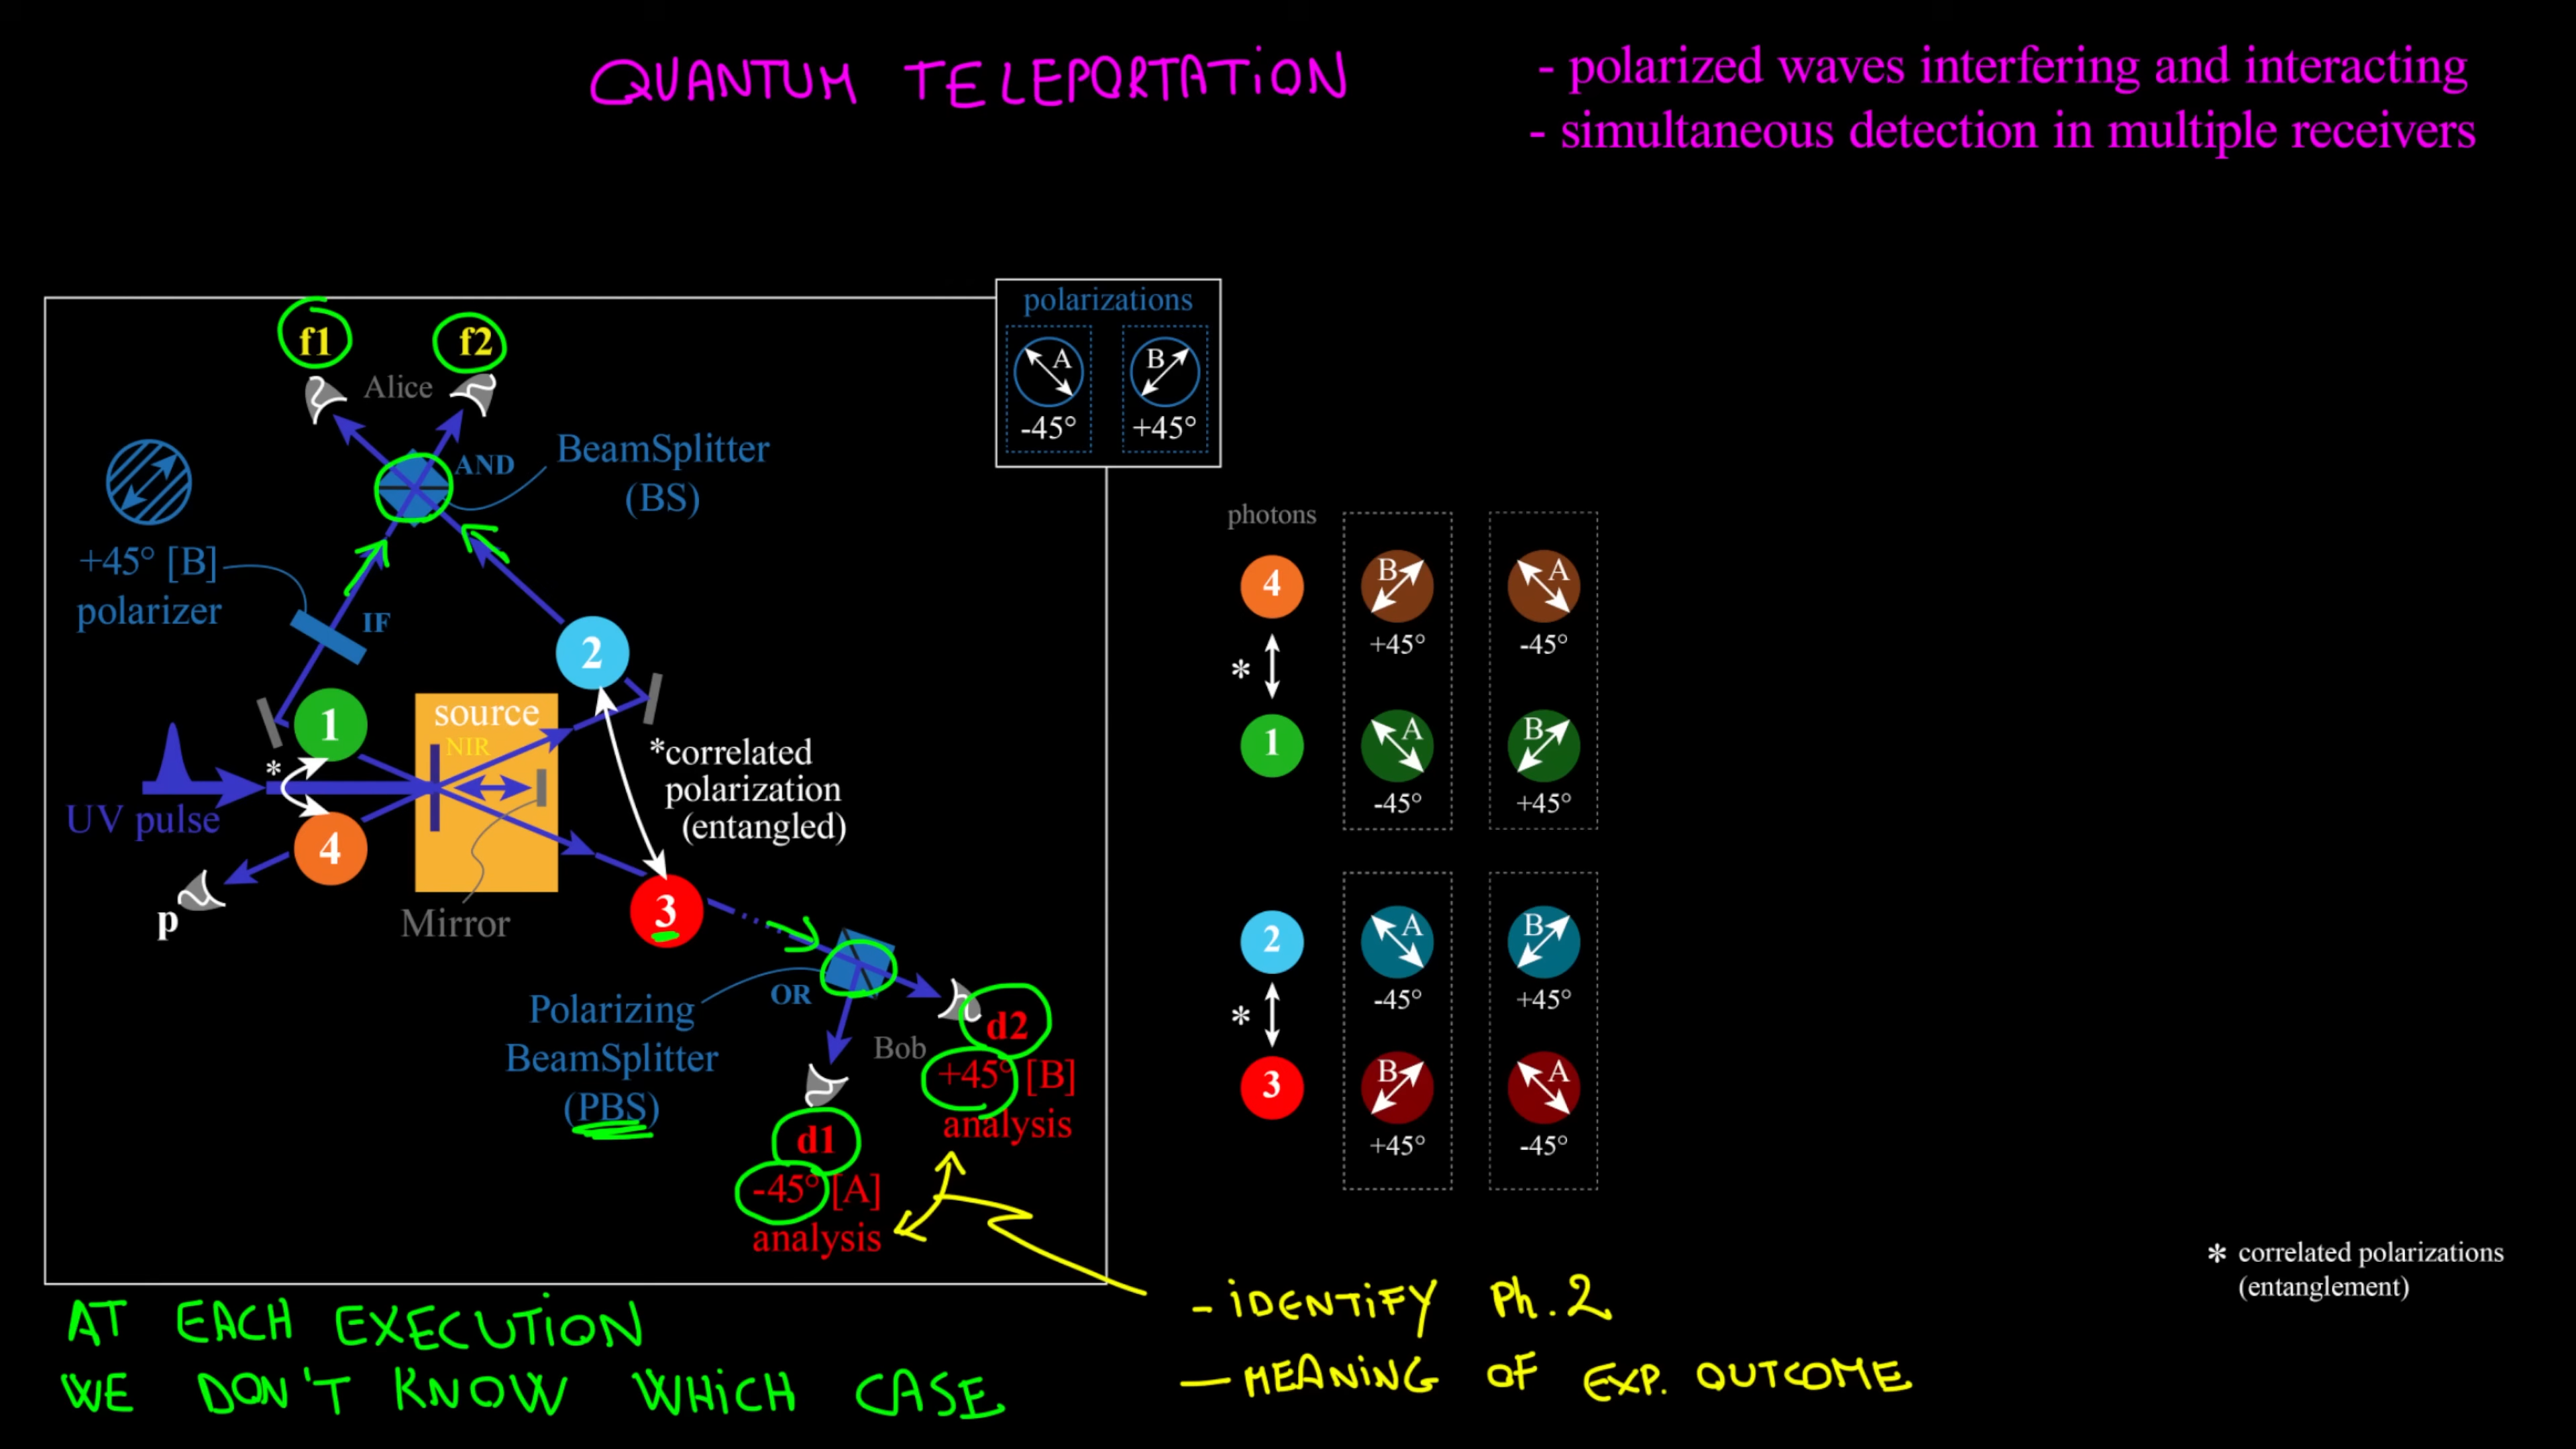 QUANTUM TELEPORTATION
- polarized waves interfering and interacting
- simultaneous detection in multiple receivers
polarizations
A
B
-45°
+45°
f1
f2
Alice
AND
BeamSplitter
(BS)
+45° [B]
polarizer
IF
2
1
source
NIR
*
*correlated
polarization
(entangled)
UV pulse
4
p
Mirror
3
OR
Polarizing
BeamSplitter
(PBS)
Bob
d2
+45° [B]
analysis
d1
-45° [A]
analysis
photons
4
B
A
+45°
-45°
*
1
A
B
-45°
+45°
2
A
B
-45°
+45°
*
3
B
A
+45°
-45°
* correlated polarizations
(entanglement)
AT EACH EXECUTION
WE DON'T KNOW WHICH CASE
- IDENTIFY Ph. 2
- MEANING OF EXP. OUTCOME